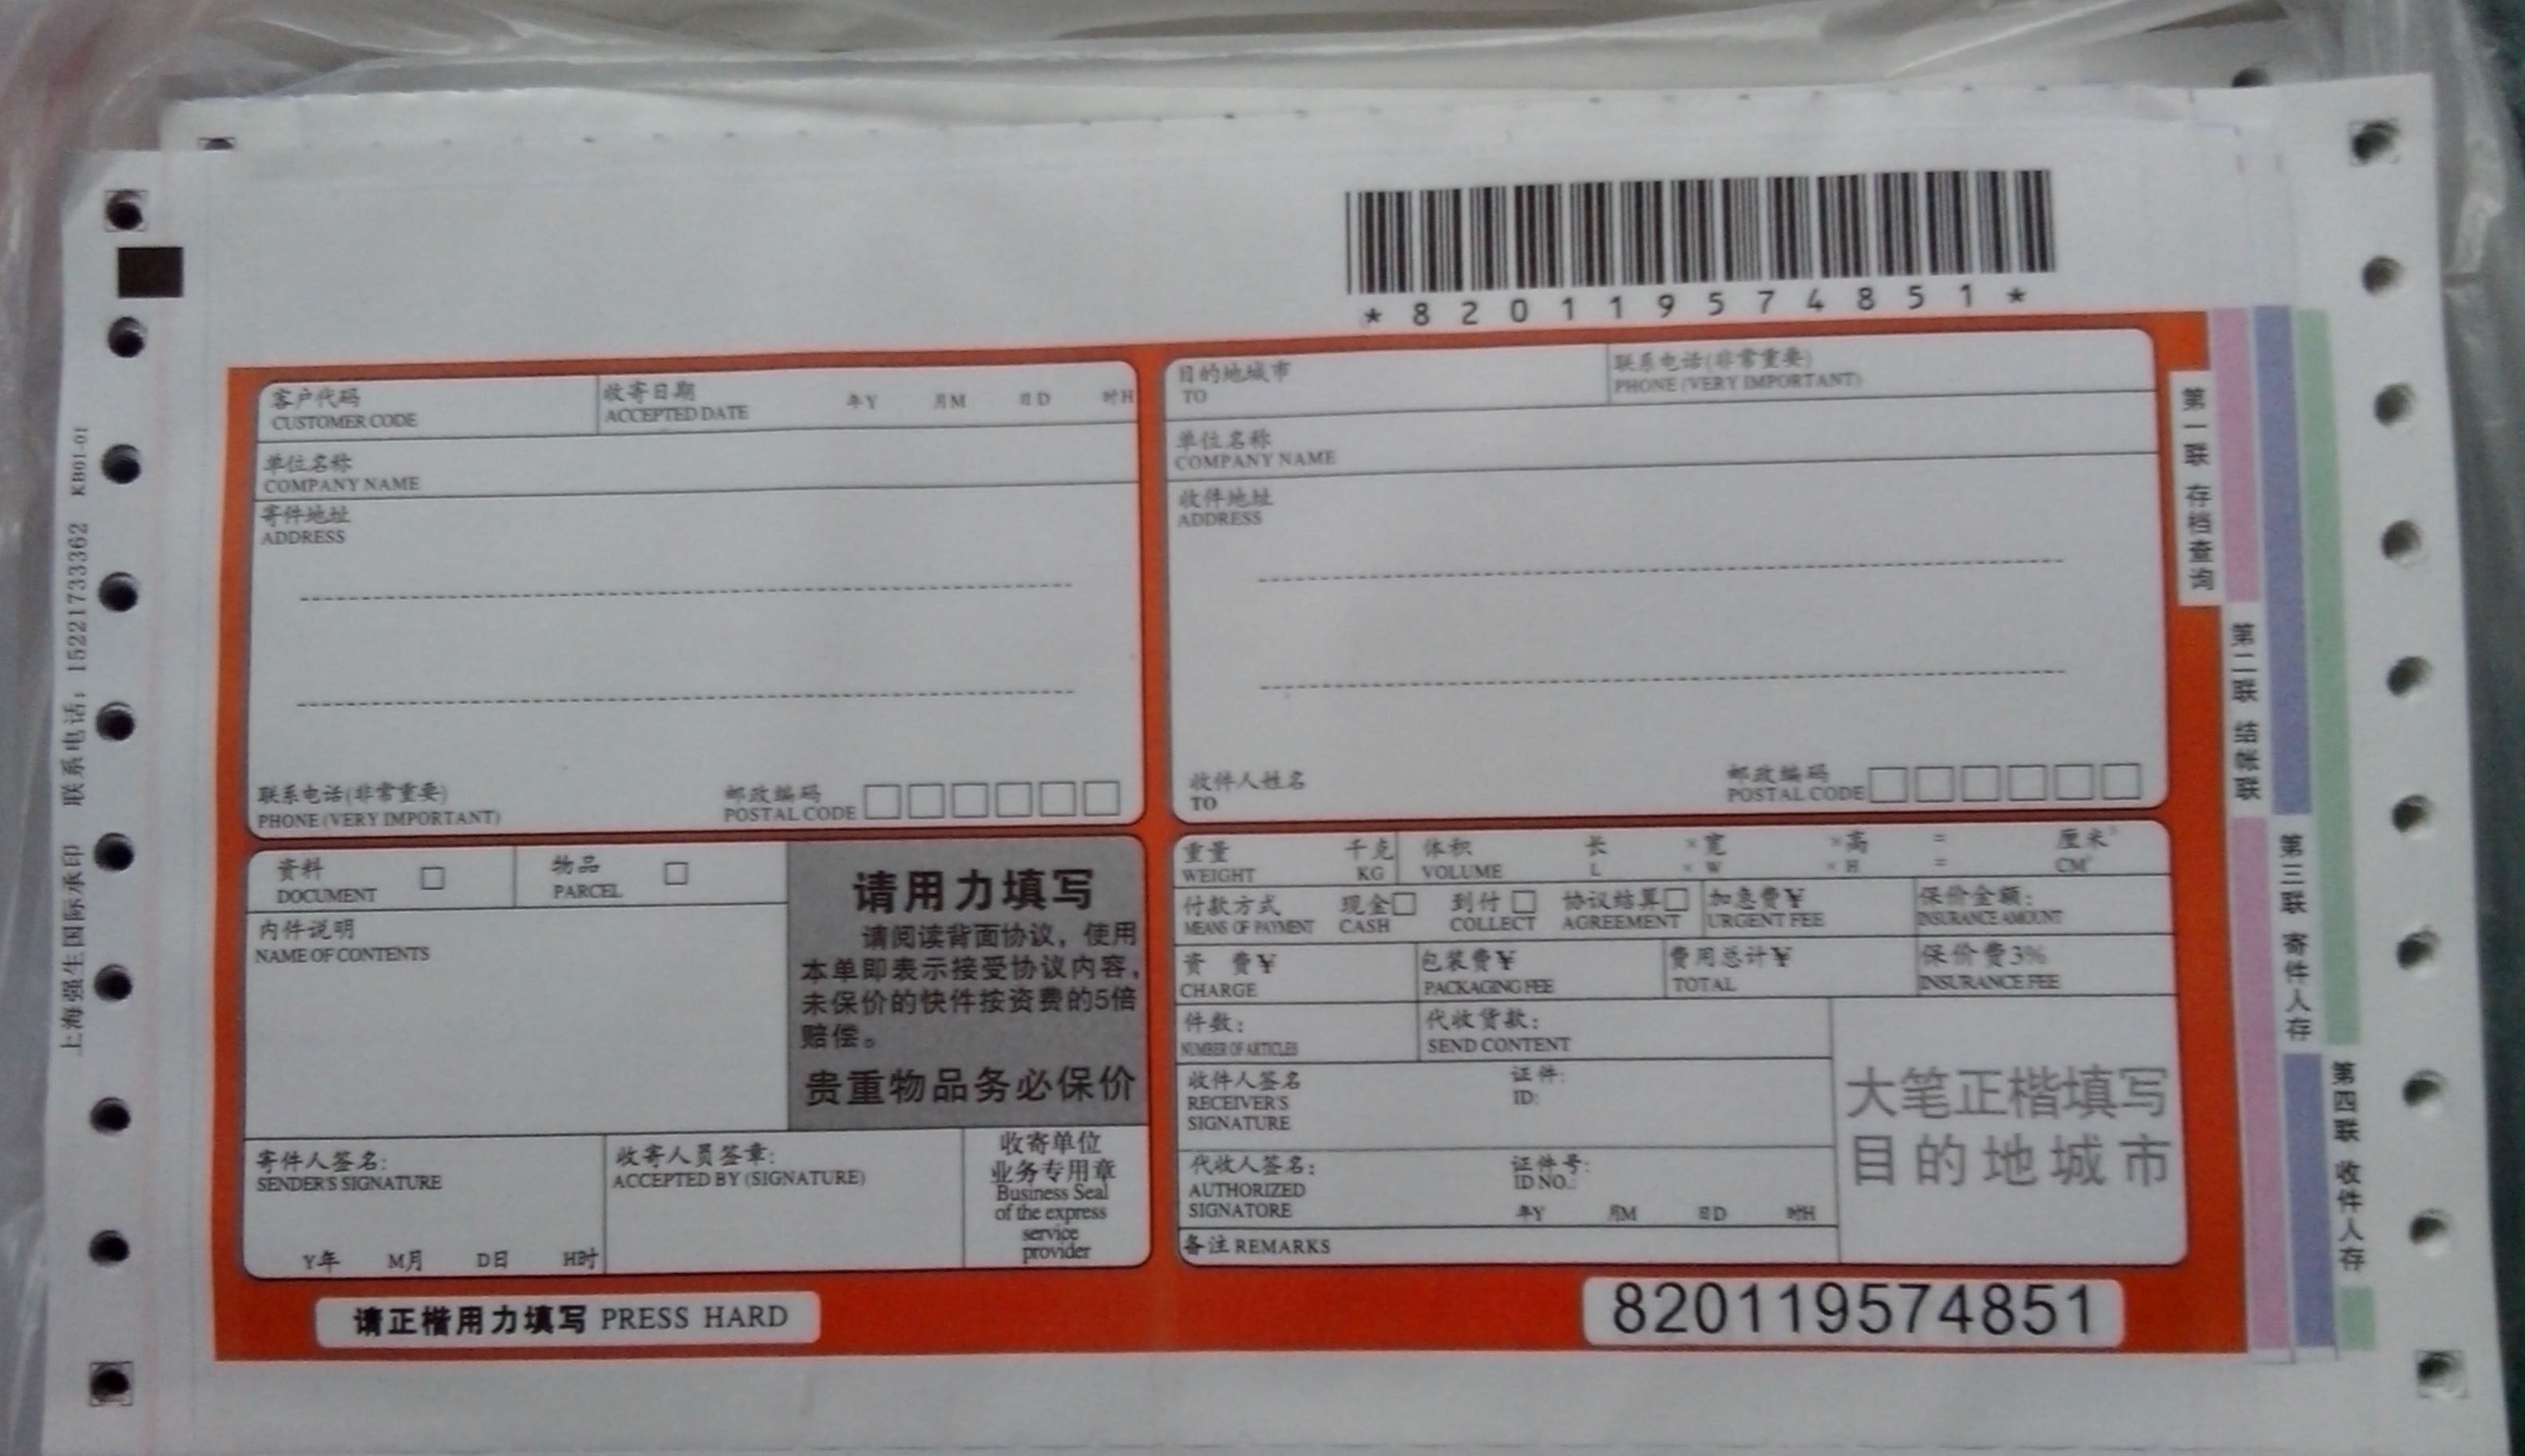 *820119574851*
客户代码
CUSTOMER CODE
收寄日期
ACCEPTED DATE
年Y 月M 日D 时H
单位名称
COMPANY NAME
寄件地址
ADDRESS
联系电话(非常重要)
PHONE (VERY IMPORTANT)
邮政编码
POSTAL CODE
目的地城市
TO
联系电话(非常重要)
PHONE (VERY IMPORTANT)
单位名称
COMPANY NAME
收件地址
ADDRESS
收件人姓名
TO
邮政编码
POSTAL CODE
资料
DOCUMENT
物品
PARCEL
内件说明
NAME OF CONTENTS
请用力填写
请阅读背面协议，使用
本单即表示接受协议内容，
未保价的快件按资费的5倍
赔偿。
贵重物品务必保价
寄件人签名:
SENDER'S SIGNATURE
Y年 M月 D日 H时
收寄人员签章:
ACCEPTED BY (SIGNATURE)
收寄单位
业务专用章
Business Seal
of the express
service
provider
重量 千克
WEIGHT KG
体积 长 ×宽 ×高 = 厘米³
VOLUME L × W × H = CM³
付款方式
MEANS OF PAYMENT
现金
CASH
到付
COLLECT
协议结算
AGREEMENT
加急费¥
URGENT FEE
保价金额:
INSURANCE AMOUNT
资 费¥
CHARGE
包装费¥
PACKAGING FEE
费用总计¥
TOTAL
保价费3%
INSURANCE FEE
件数:
NUMBER OF ARTICLES
代收货款:
SEND CONTENT
收件人签名
RECEIVER'S
SIGNATURE
证件:
ID:
代收人签名:
AUTHORIZED
SIGNATORE
证件号:
ID NO.:
年Y 月M 日D 时H
备注 REMARKS
大笔正楷填写
目的地城市
请正楷用力填写 PRESS HARD
820119574851
第一联 存档查询
第二联 结帐联
第三联 寄件人存
第四联 收件人存
上海强生国际承印 联系电话: 15221733362 KB01-01